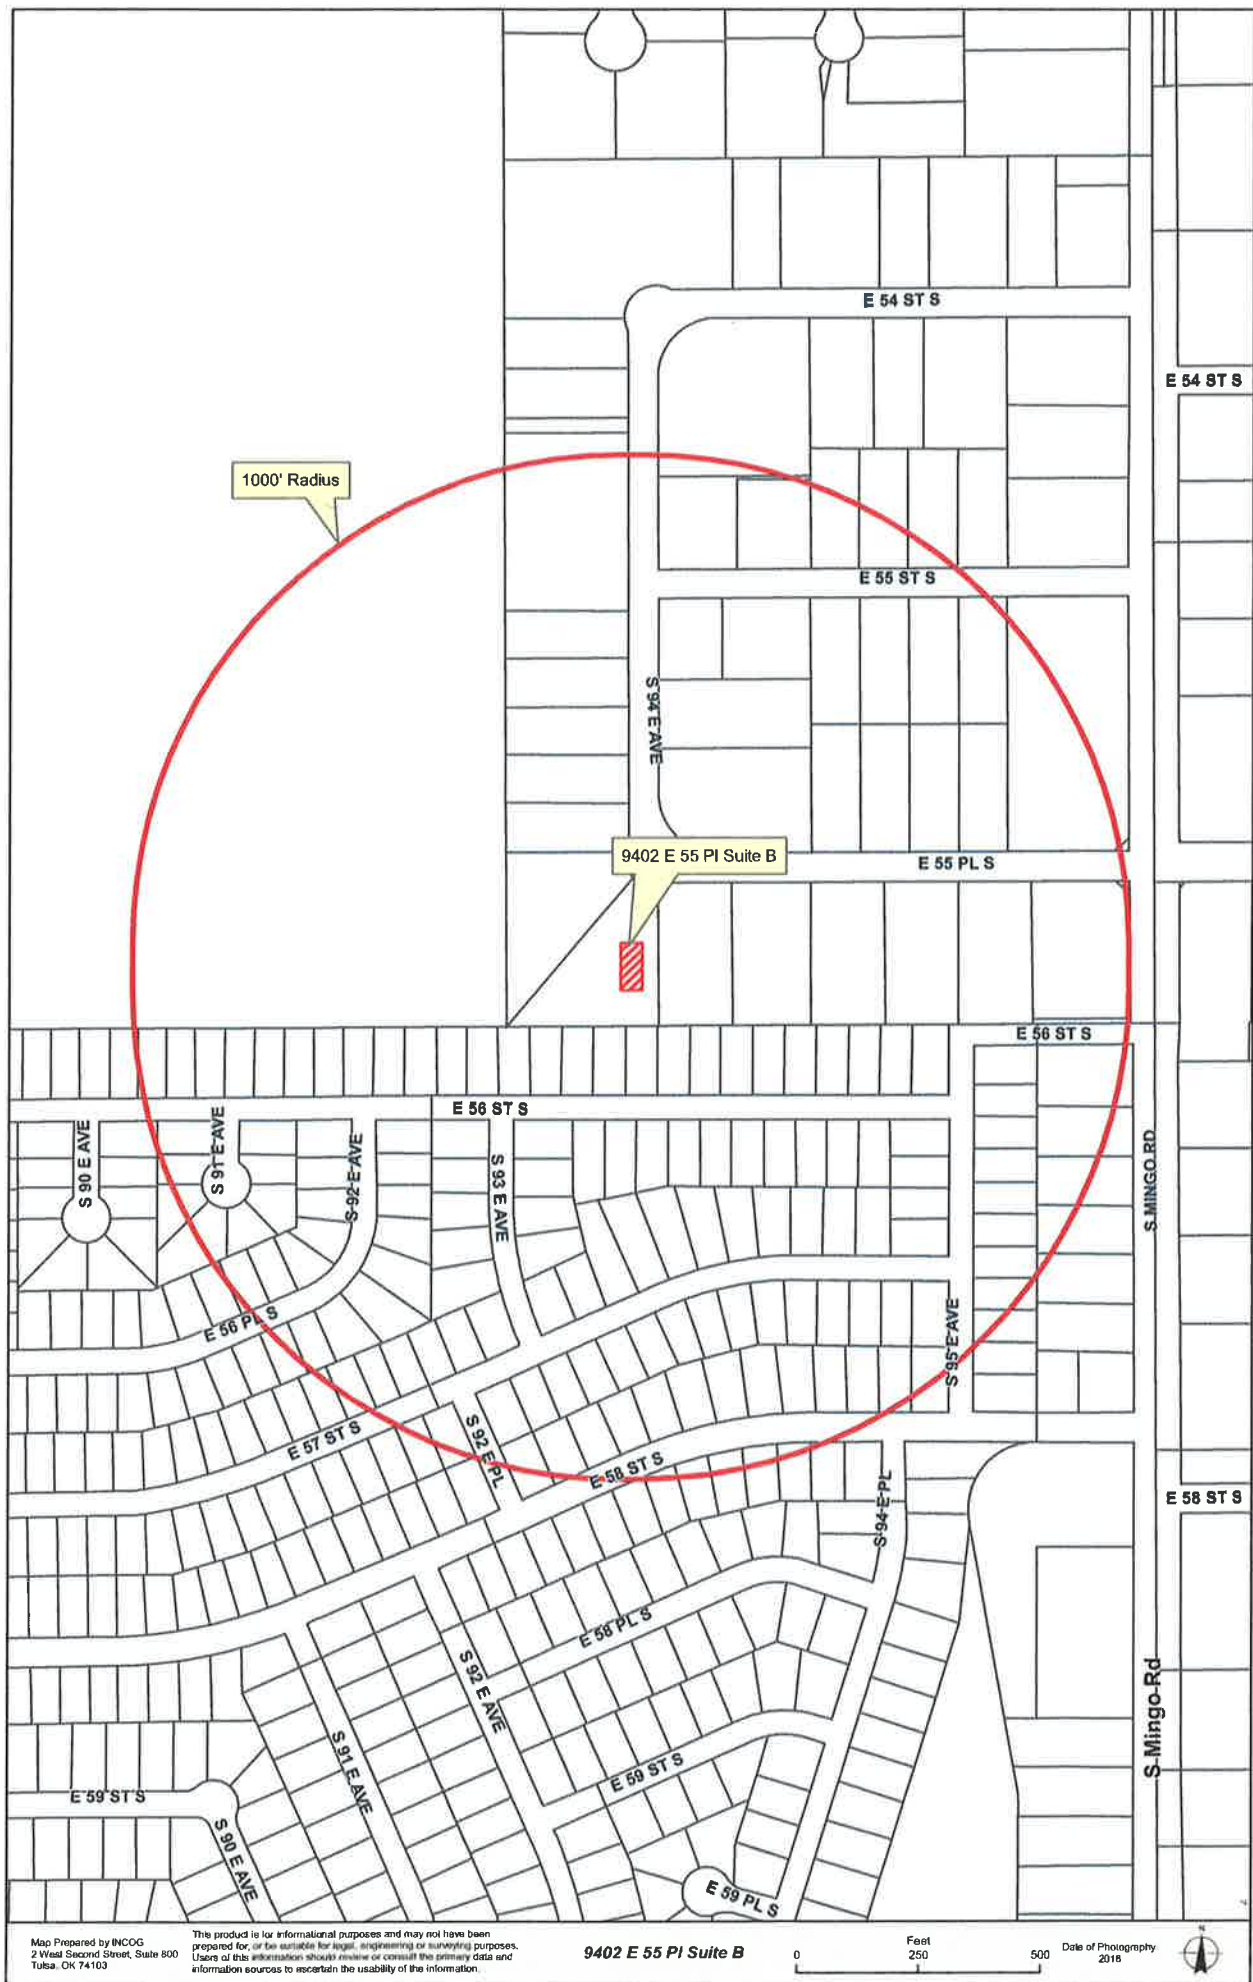 E 54 ST S
E 54 ST S
1000' Radius
E 55 ST S
S 94 E AVE
9402 E 55 Pl Suite B
E 55 PL S
E 56 ST S
E 56 ST S
S 90 E AVE
S 91 E AVE
S 92 E AVE
S 93 E AVE
S MINGO RD
E 56 PL S
S 95 E AVE
E 57 ST S
S 92 E PL
E 58 ST S
S 94 E PL
E 58 ST S
E 58 PL S
S 92 E AVE
S Mingo Rd
S 91 E AVE
E 59 ST S
E 59 ST S
S 90 E AVE
E 59 PL S
Map Prepared by INCOG
2 West Second Street, Suite 800
Tulsa, OK 74103
This product is for informational purposes and may not have been
prepared for, or be suitable for legal, engineering or surveying purposes.
Users of this information should review or consult the primary data and
information sources to ascertain the usability of the information.
9402 E 55 Pl Suite B
Feet
0 250 500
Date of Photography
2016
N